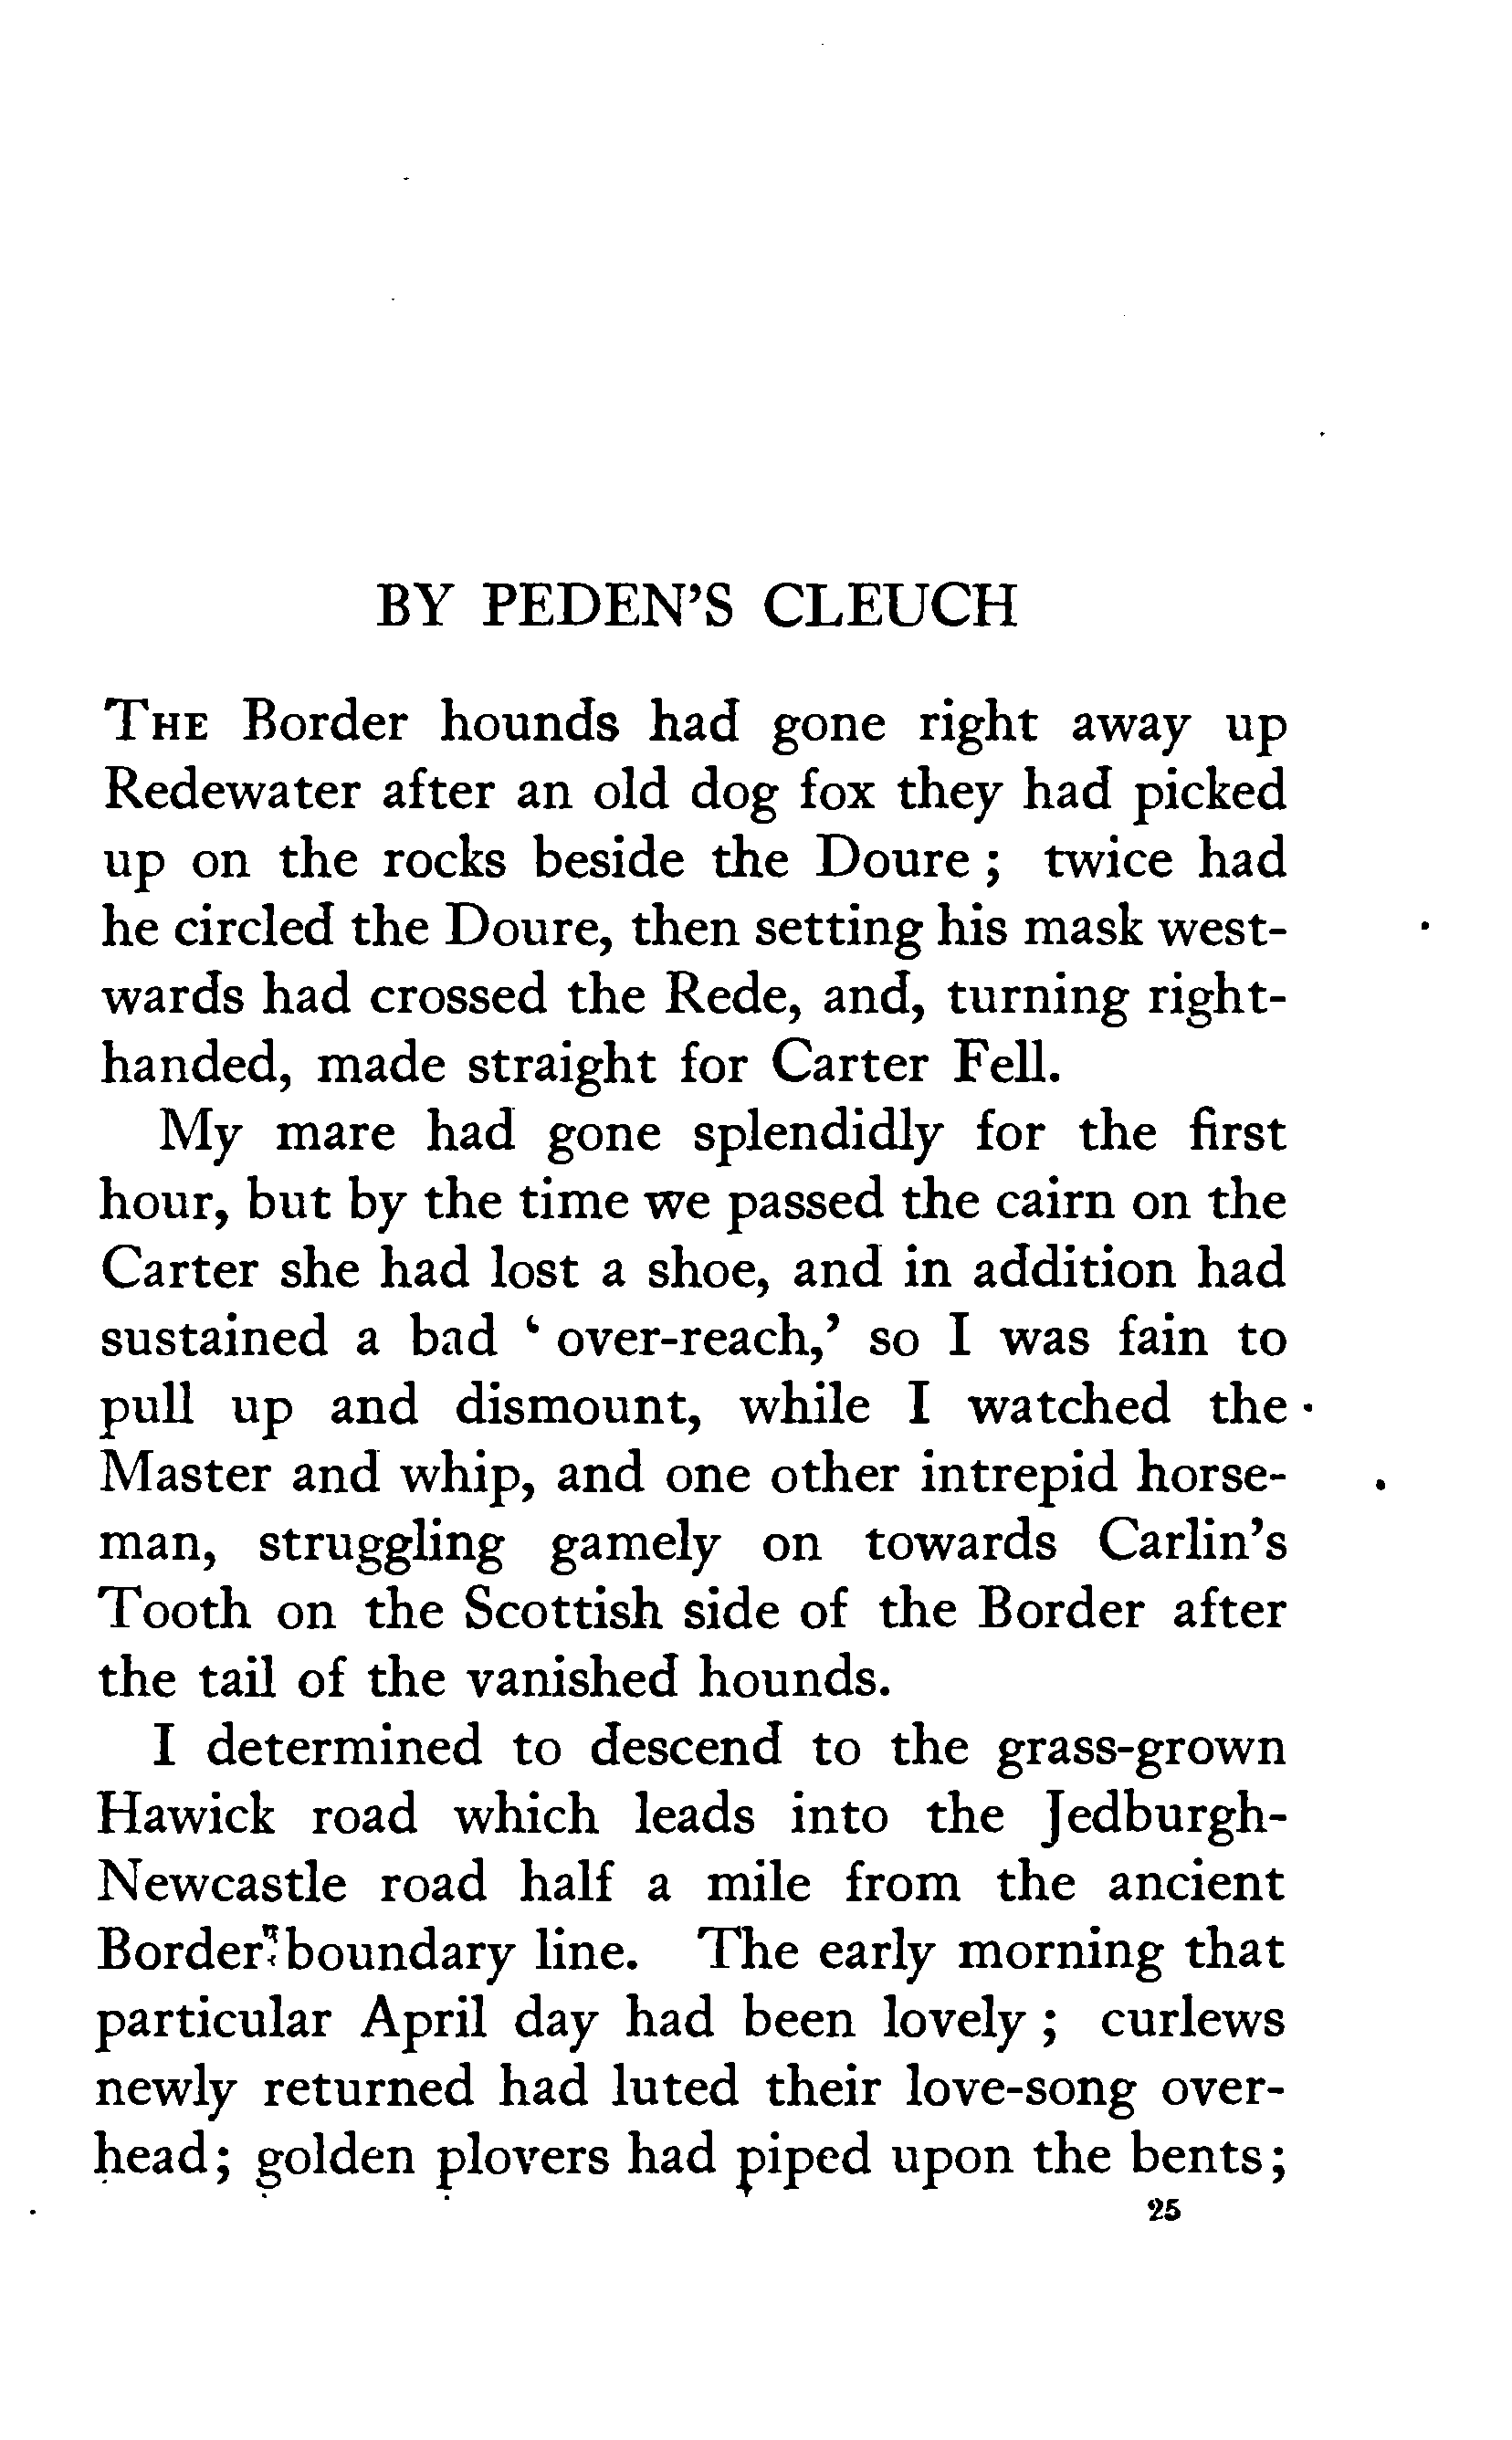 BY PEDEN'S CLEUCH
THE Border hounds had gone right away up
Redewater after an old dog fox they had picked
up on the rocks beside the Doure ; twice had
he circled the Doure, then setting his mask west-
wards had crossed the Rede, and, turning right-
handed, made straight for Carter Fell.
My mare had gone splendidly for the first
hour, but by the time we passed the cairn on the
Carter she had lost a shoe, and in addition had
sustained a bad ‘ over-reach,’ so I was fain to
pull up and dismount, while I watched the
Master and whip, and one other intrepid horse-
man, struggling gamely on towards Carlin's
Tooth on the Scottish side of the Border after
the tail of the vanished hounds.
I determined to descend to the grass-grown
Hawick road which leads into the Jedburgh-
Newcastle road half a mile from the ancient
Border boundary line. The early morning that
particular April day had been lovely ; curlews
newly returned had luted their love-song over-
head; golden plovers had piped upon the bents;
25